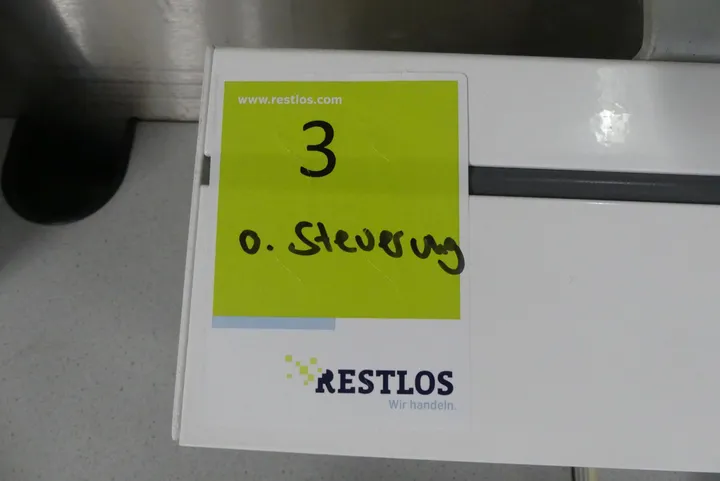 www.restlos.com
3
o. Steuerung
RESTLOS
Wir handeln.